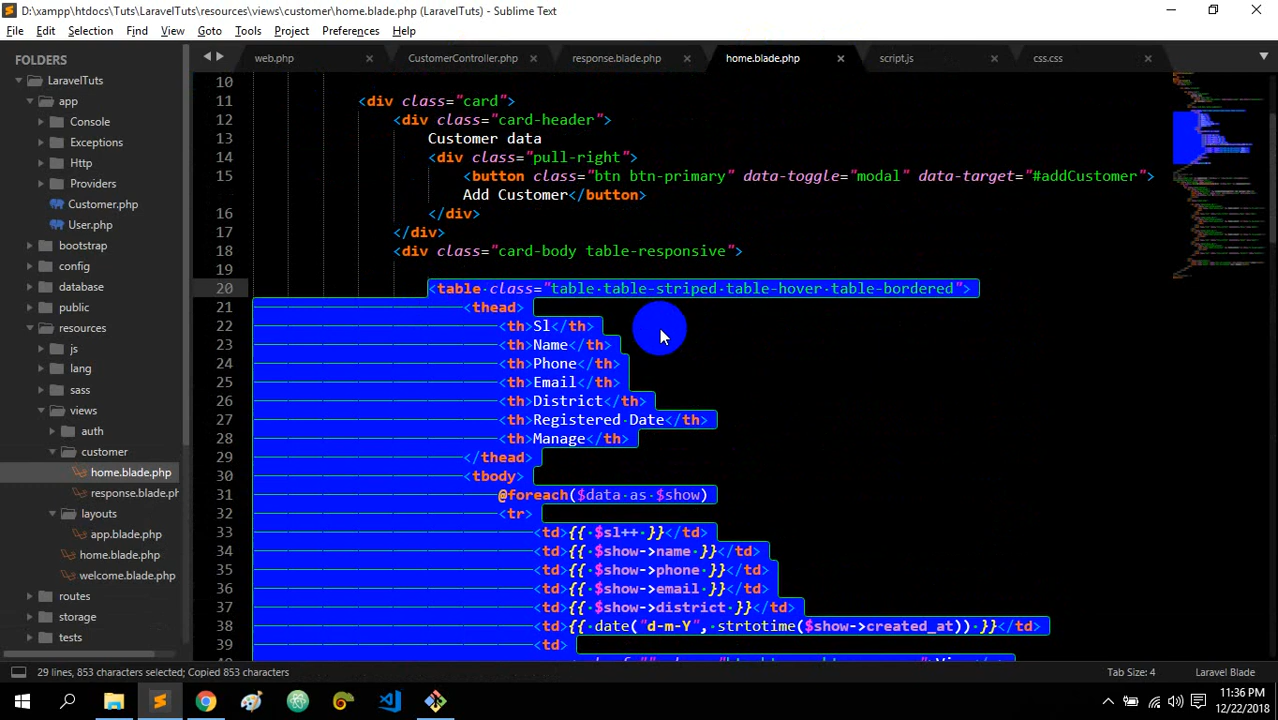 D:\xampp\htdocs\Tuts\LaravelTuts\resources\views\customer\home.blade.php (LaravelTuts) - Sublime Text
File Edit Selection Find View Goto Tools Project Preferences Help
FOLDERS
LaravelTuts
app
Console
Exceptions
Http
Providers
Customer.php
User.php
bootstrap
config
database
public
resources
js
lang
sass
views
auth
customer
home.blade.php
response.blade.ph
layouts
app.blade.php
home.blade.php
welcome.blade.php
routes
storage
tests
web.php CustomerController.php response.blade.php home.blade.php script.js css.css
10
11 <div class="card">
12 <div class="card-header">
13 Customer data
14 <div class="pull-right">
15 <button class="btn btn-primary" data-toggle="modal" data-target="#addCustomer">
Add Customer</button>
16 </div>
17 </div>
18 <div class="card-body table-responsive">
19
20 <table class="table table-striped table-hover table-bordered">
21 <thead>
22 <th>Sl</th>
23 <th>Name</th>
24 <th>Phone</th>
25 <th>Email</th>
26 <th>District</th>
27 <th>Registered Date</th>
28 <th>Manage</th>
29 </thead>
30 <tbody>
31 @foreach($data as $show)
32 <tr>
33 <td>{{ $sl++ }}</td>
34 <td>{{ $show->name }}</td>
35 <td>{{ $show->phone }}</td>
36 <td>{{ $show->email }}</td>
37 <td>{{ $show->district }}</td>
38 <td>{{ date("d-m-Y", strtotime($show->created_at)) }}</td>
39 <td>
29 lines, 853 characters selected; Copied 853 characters
Tab Size: 4 Laravel Blade
11:36 PM
12/22/2018